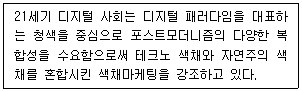 21세기 디지털 사회는 디지털 패러다임을 대표하
는 청색을 중심으로 포스트모더니즘의 다양한 복
합성을 수요함으로써 테크노 색채와 자연주의 색
채를 혼합시킨 색채마케팅을 강조하고 있다.